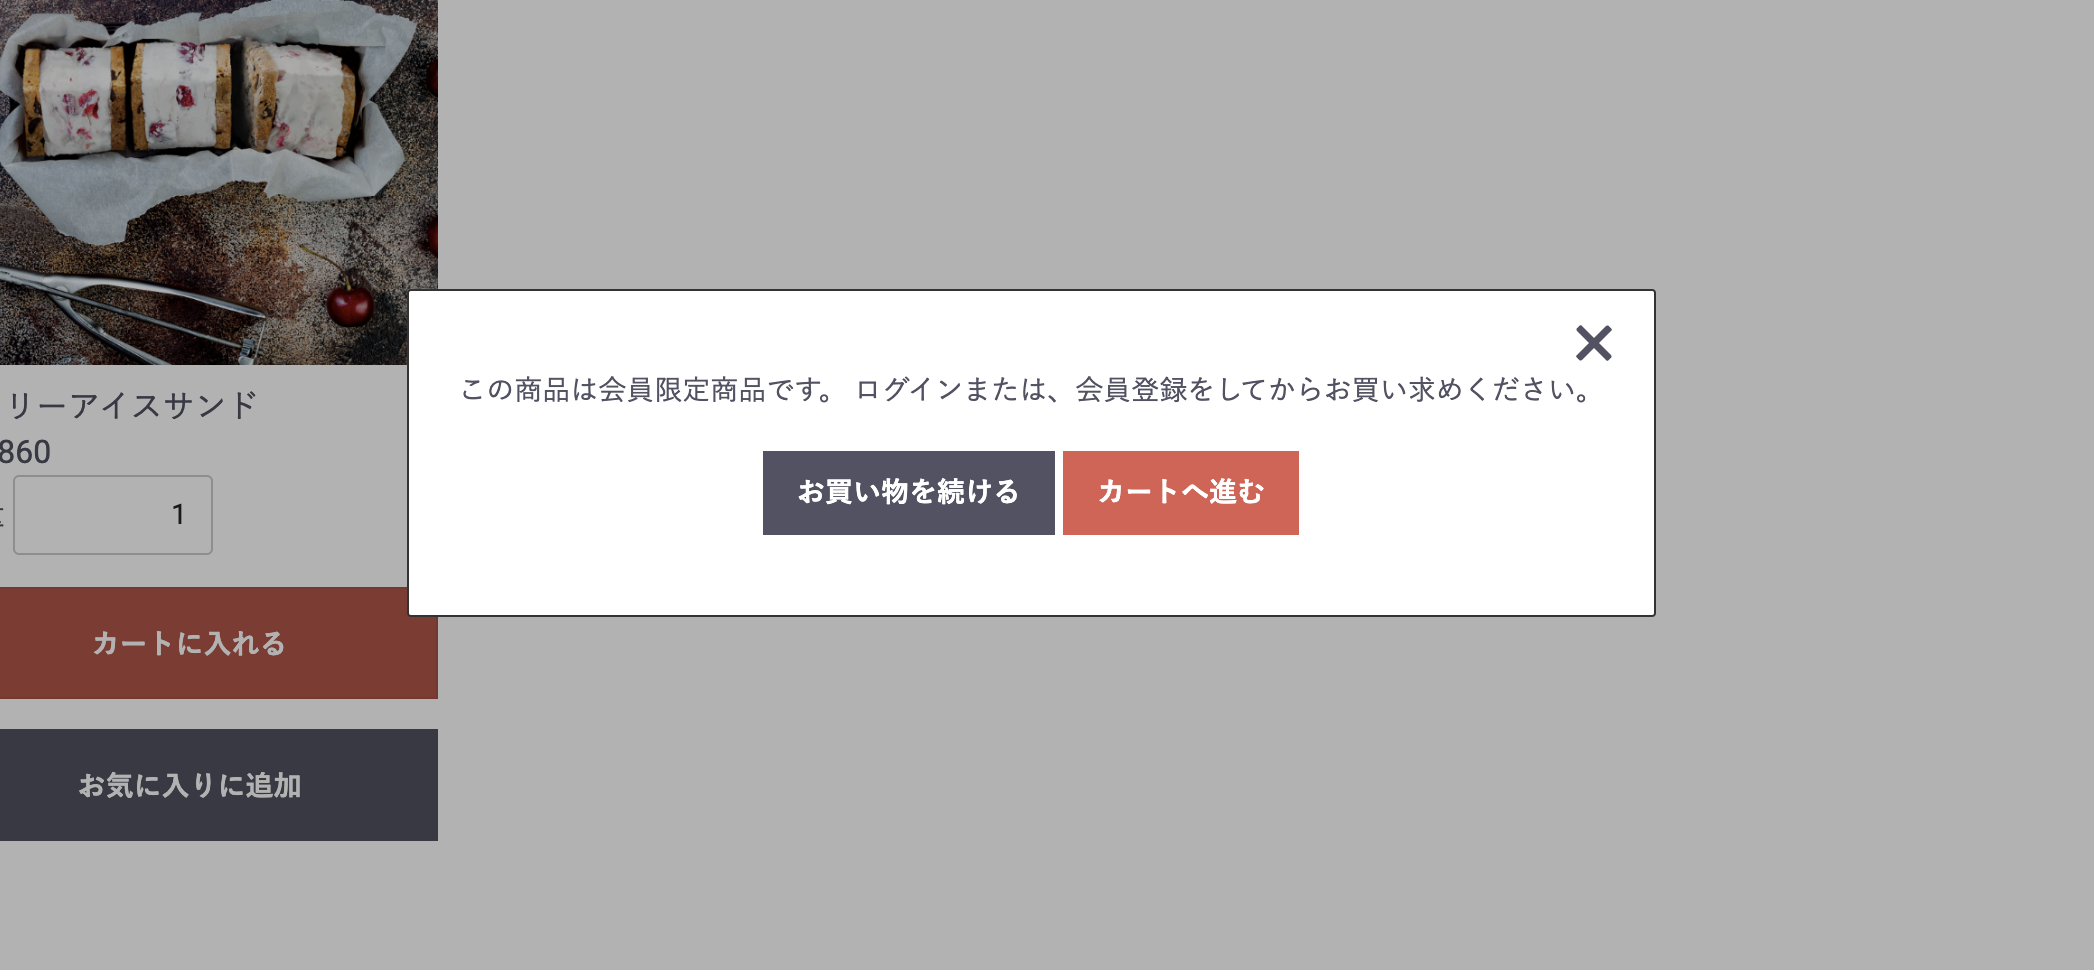 リーアイスサンド
860
1
カートに入れる
お気に入りに追加
この商品は会員限定商品です。 ログインまたは、会員登録をしてからお買い求めください。
お買い物を続ける
カートへ進む